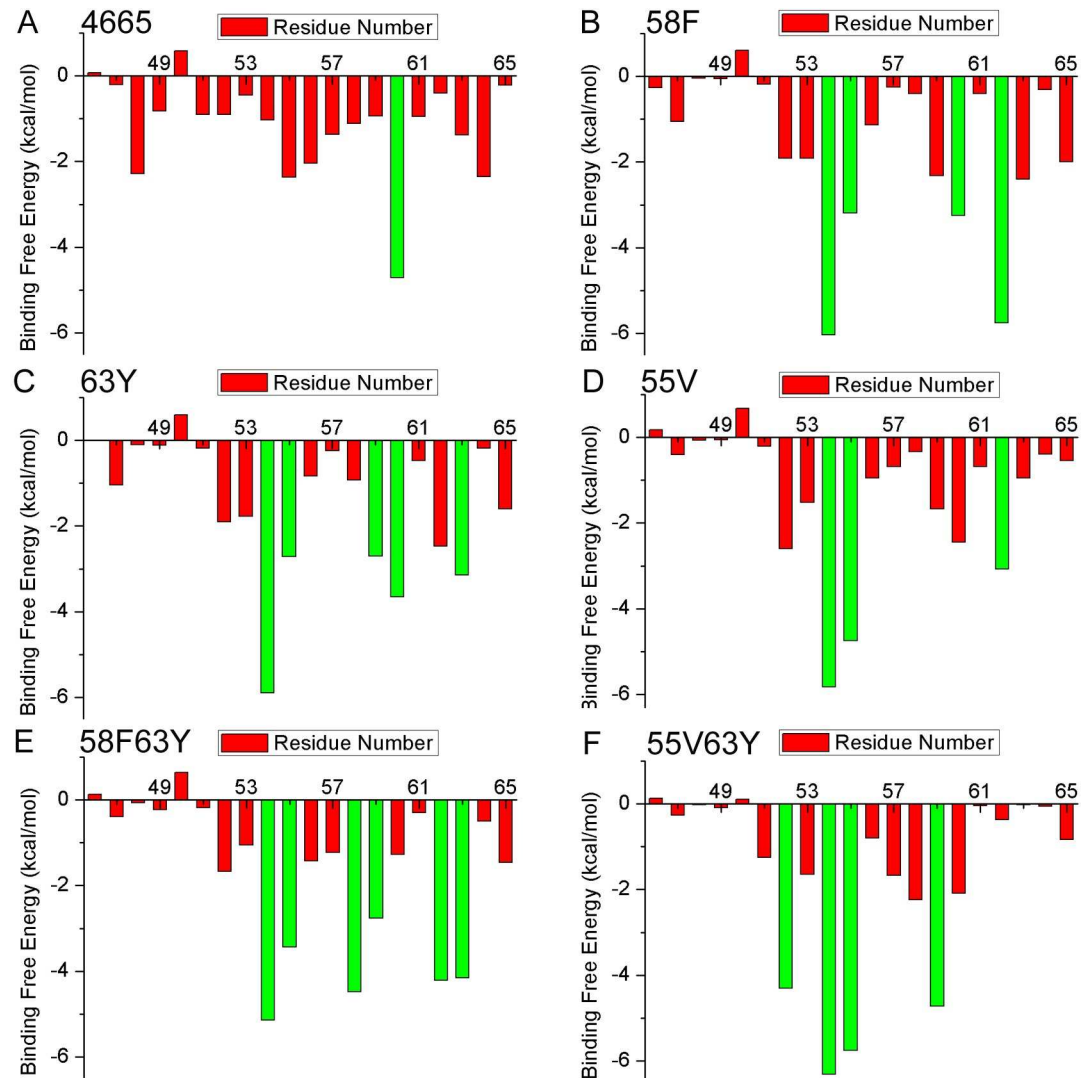 A 4665
Residue Number
Binding Free Energy (kcal/mol)
0
-2
-4
-6
49 53 57 61 65
B 58F
Residue Number
Binding Free Energy (kcal/mol)
0
-2
-4
-6
49 53 57 61 65
C 63Y
Residue Number
Binding Free Energy (kcal/mol)
0
-2
-4
-6
49 53 57 61 65
D 55V
Residue Number
Binding Free Energy (kcal/mol)
0
-2
-4
-6
49 53 57 61 65
E 58F63Y
Residue Number
Binding Free Energy (kcal/mol)
0
-2
-4
-6
49 53 57 61 65
F 55V63Y
Residue Number
Binding Free Energy (kcal/mol)
0
-2
-4
-6
49 53 57 61 65